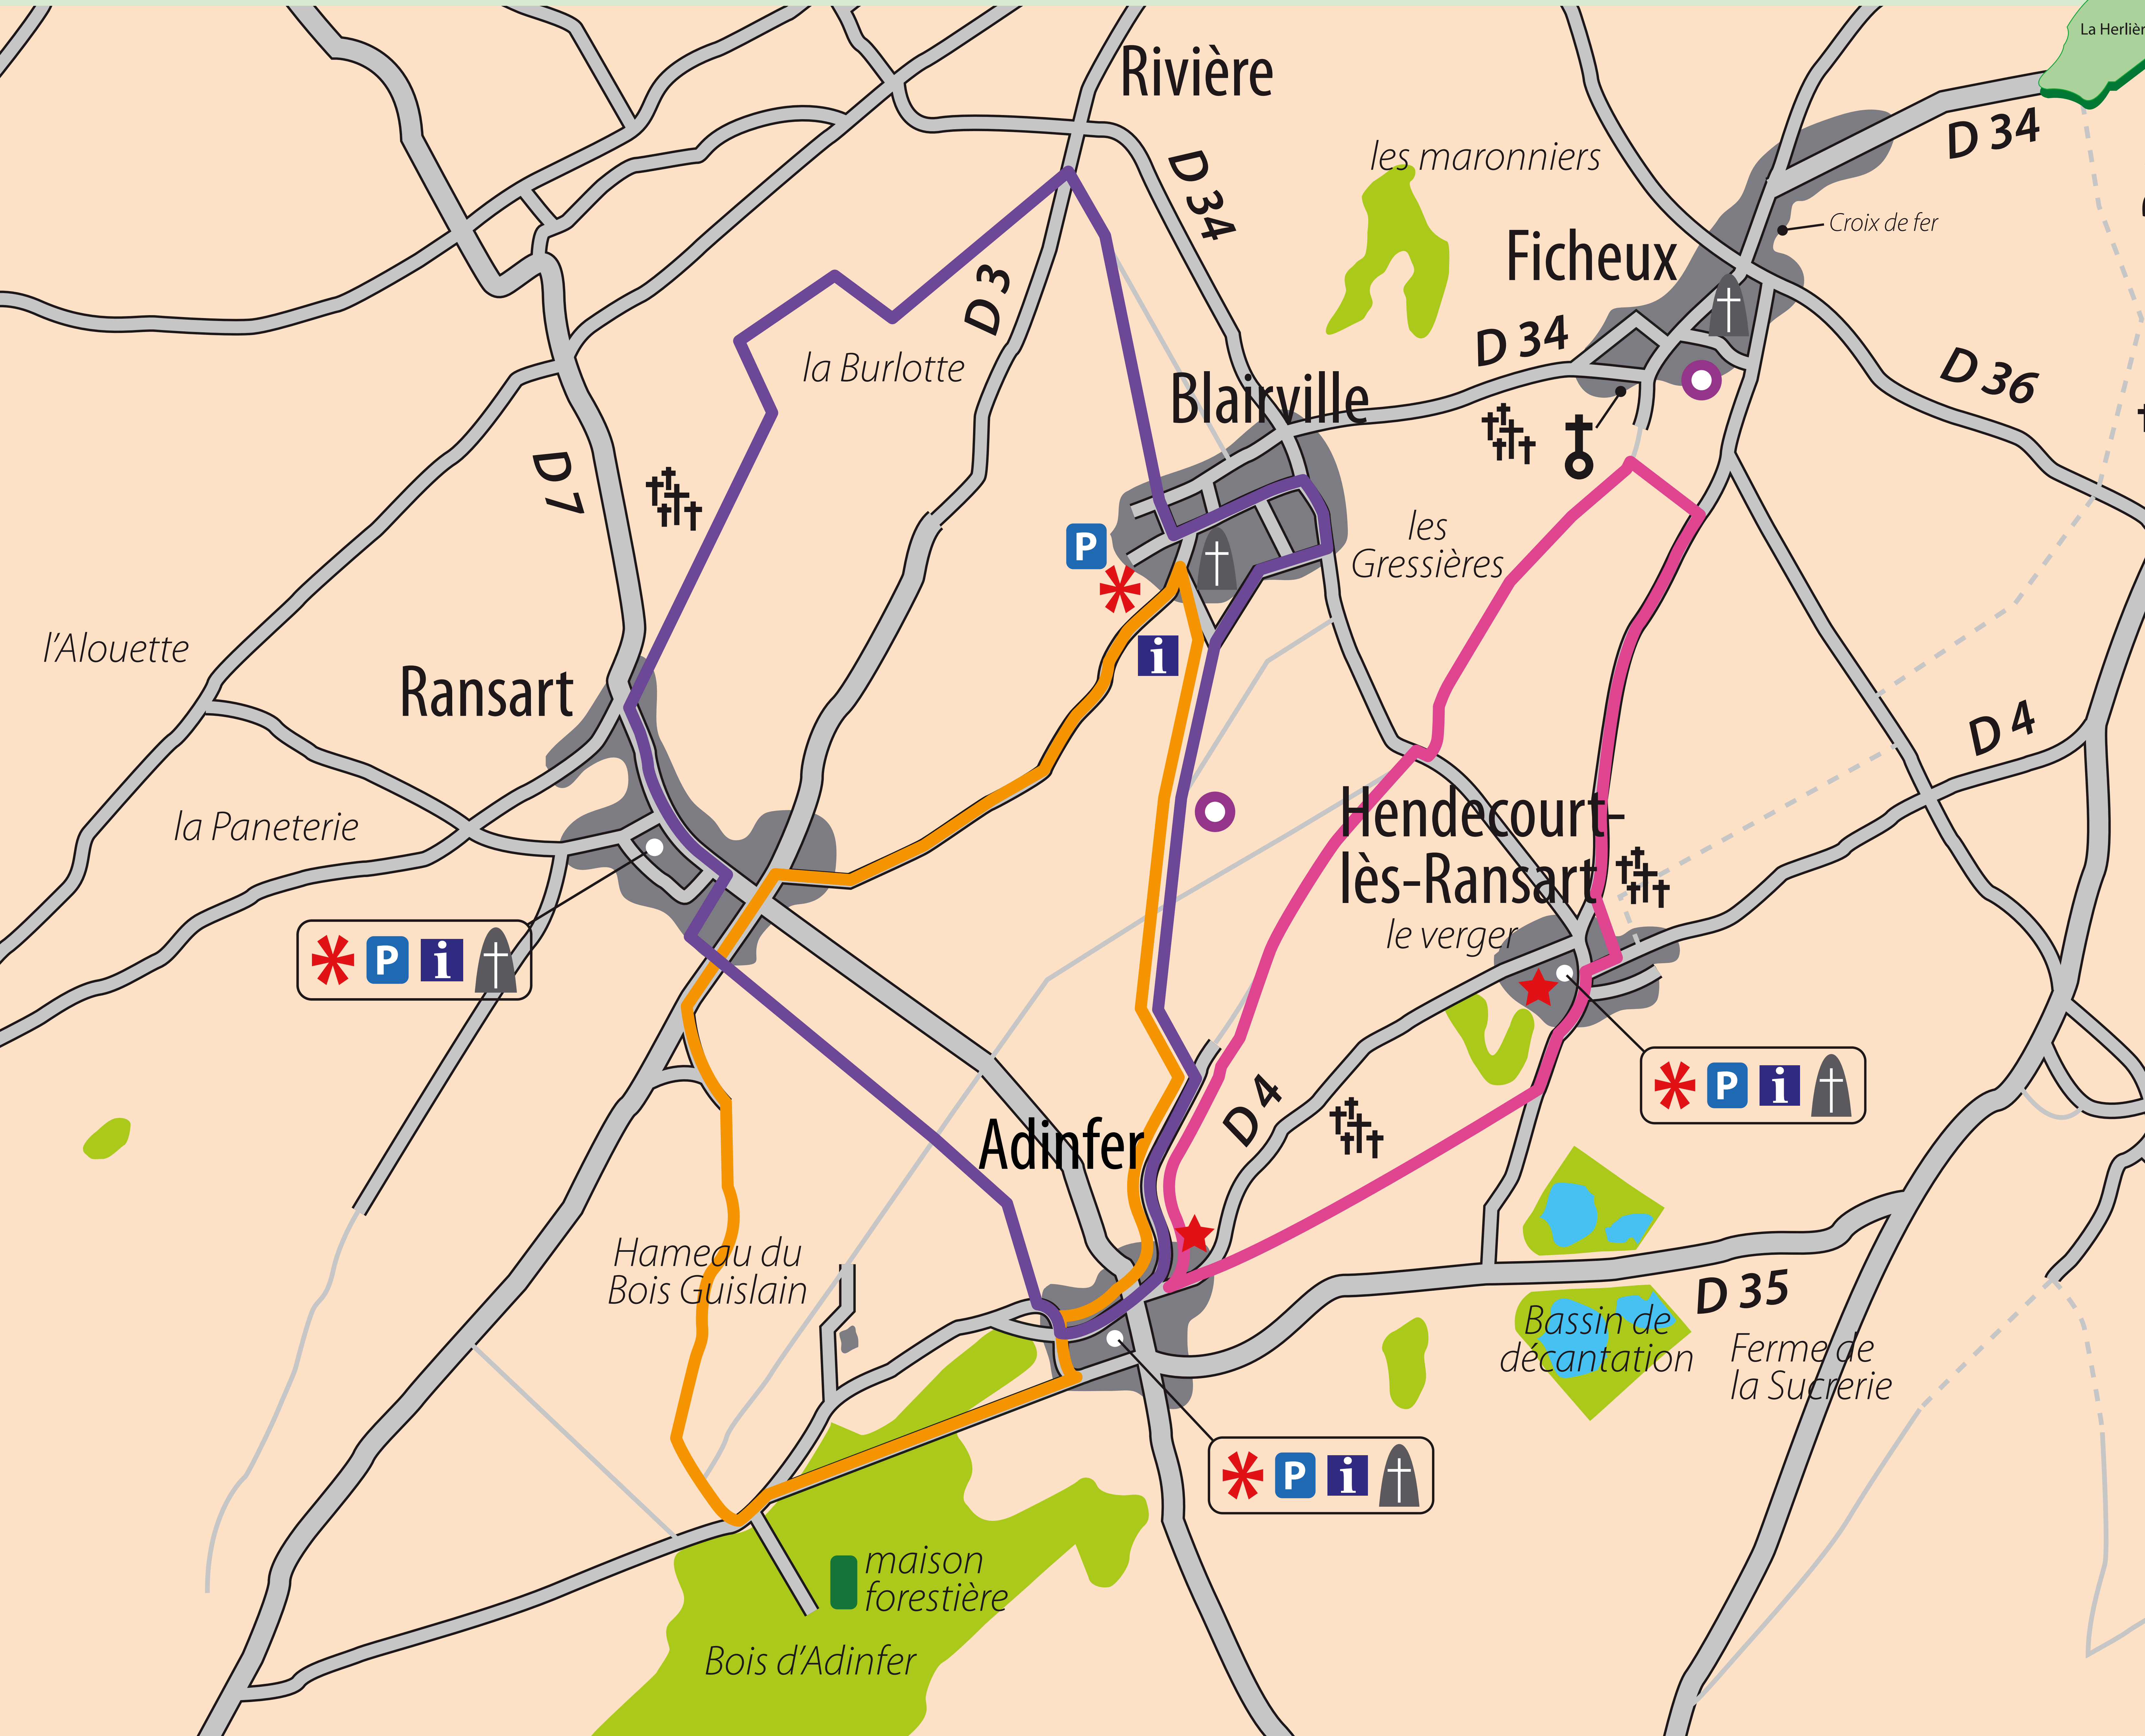 La Herlièr
Rivière
D 34
les maronniers
D 34
Croix de fer
Ficheux
D 3
D 34
la Burlotte
D 36
Blairville
D 7
P
les
Gressières
l'Alouette
i
Ransart
D 4
la Paneterie
Hendecourt-
lès-Ransart
le verger
P i
P i
D 4
Adinfer
Hameau du
Bois Guislain
D 35
Bassin de
décantation
Ferme de
la Sucrerie
P i
maison
forestière
Bois d'Adinfer